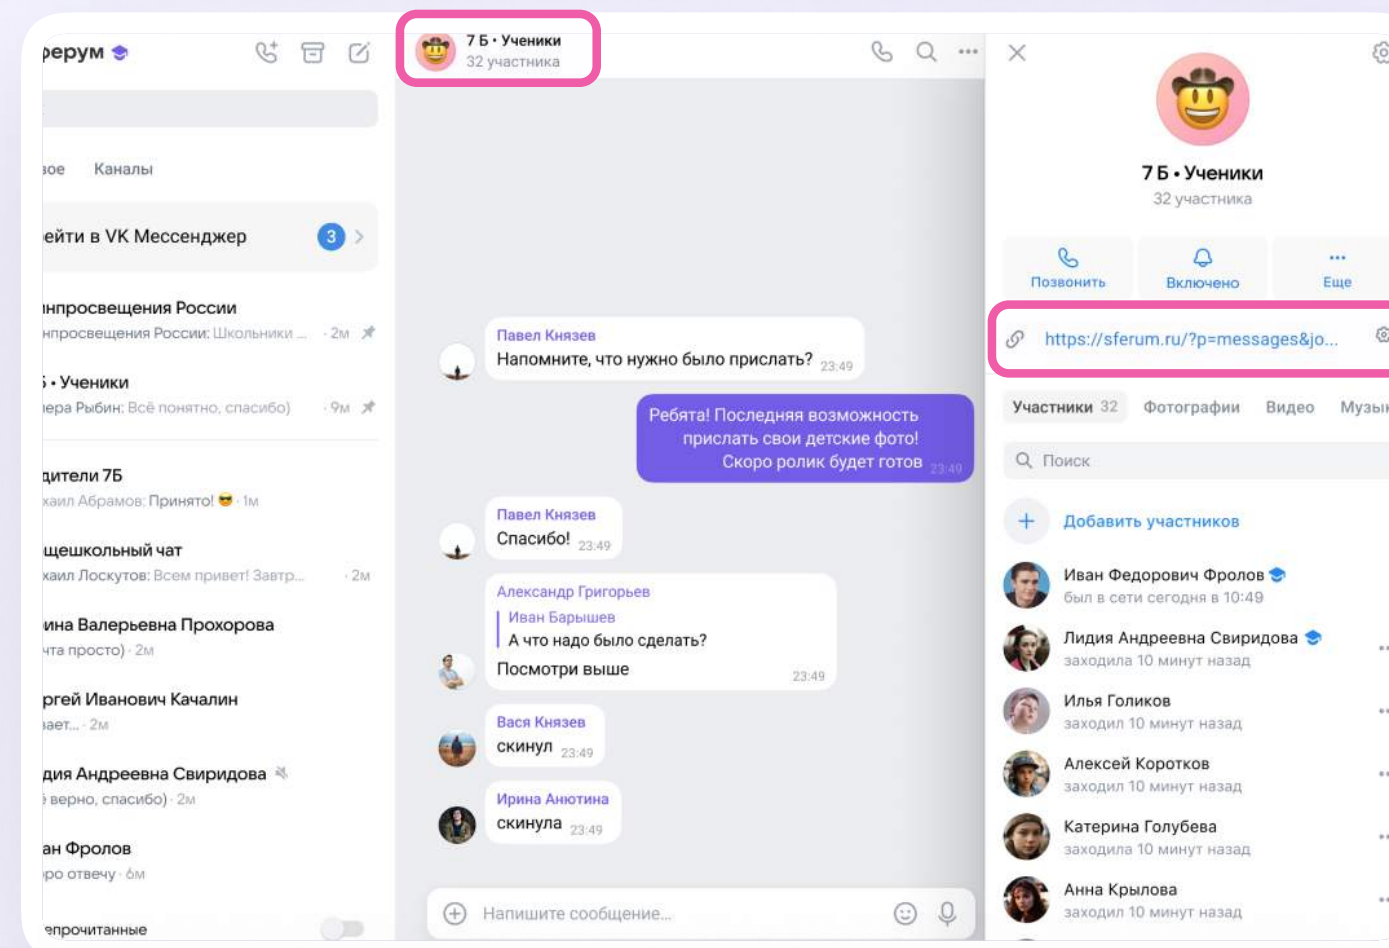 ферум
вое Каналы
ейти в VK Мессенджер 3
инпросвещения России
нпросвещения России: Школьники ... · 2м
Б • Ученики
лера Рыбин: Всё понятно, спасибо) · 9м
дители 7Б
хаил Абрамов: Принято! 😎 · 1м
щешкольный чат
хаил Лоскутов: Всем привет! Завтр... · 2м
ина Валерьевна Прохорова
чта просто) · 2м
ргей Иванович Качалин
вает... · 2м
дия Андреевна Свиридова
ё верно, спасибо) · 2м
ан Фролов
ро отвечу · 6м
епрочитанные
7 Б • Ученики
32 участника
Павел Князев
Напомните, что нужно было прислать? 23:49
Ребята! Последняя возможность
прислать свои детские фото!
Скоро ролик будет готов 23:49
Павел Князев
Спасибо! 23:49
Александр Григорьев
Иван Барышев
А что надо было сделать?
Посмотри выше 23:49
Вася Князев
скинул 23:49
Ирина Анютина
скинула 23:49
Напишите сообщение...
7 Б • Ученики
32 участника
Позвонить Включено Еще
https://sferum.ru/?p=messages&jo...
Участники 32 Фотографии Видео Музык
Поиск
Добавить участников
Иван Федорович Фролов
был в сети сегодня в 10:49
Лидия Андреевна Свиридова
заходила 10 минут назад
Илья Голиков
заходил 10 минут назад
Алексей Коротков
заходил 10 минут назад
Катерина Голубева
заходила 10 минут назад
Анна Крылова
заходил 10 минут назад